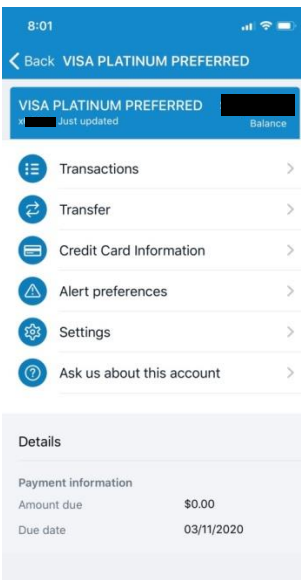 8:01
Back VISA PLATINUM PREFERRED
VISA PLATINUM PREFERRED
Just updated Balance
Transactions
Transfer
Credit Card Information
Alert preferences
Settings
Ask us about this account
Details
Payment information
Amount due $0.00
Due date 03/11/2020